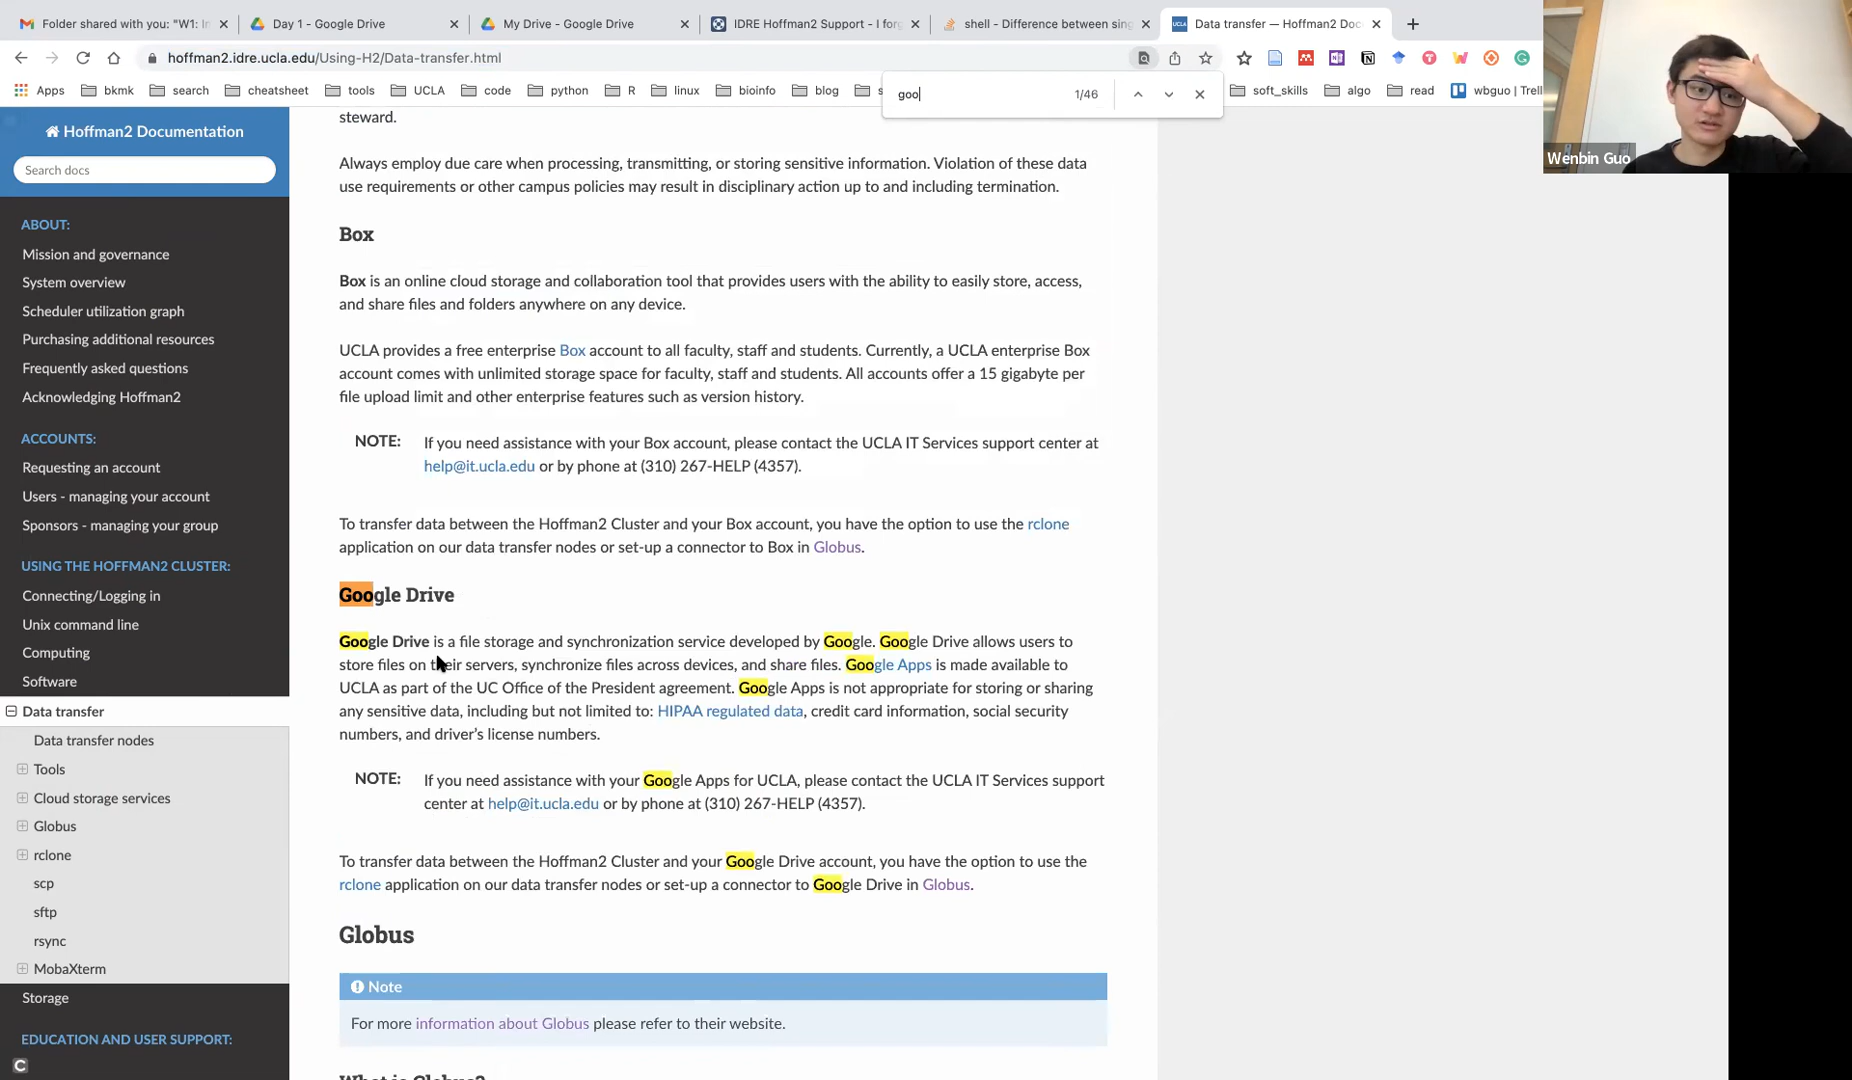 Folder shared with you: "W1: In
Day 1 - Google Drive
My Drive - Google Drive
IDRE Hoffman2 Support - I forg
shell - Difference between sing
Data transfer — Hoffman2 Doc
hoffman2.idre.ucla.edu/Using-H2/Data-transfer.html
Apps
bkmk
search
cheatsheet
tools
UCLA
code
python
R
linux
bioinfo
blog
soft_skills
algo
read
wbguo | Trell
goo
1/46
Wenbin Guo
Hoffman2 Documentation
Search docs
ABOUT:
Mission and governance
System overview
Scheduler utilization graph
Purchasing additional resources
Frequently asked questions
Acknowledging Hoffman2
ACCOUNTS:
Requesting an account
Users - managing your account
Sponsors - managing your group
USING THE HOFFMAN2 CLUSTER:
Connecting/Logging in
Unix command line
Computing
Software
Data transfer
Data transfer nodes
Tools
Cloud storage services
Globus
rclone
scp
sftp
rsync
MobaXterm
Storage
EDUCATION AND USER SUPPORT:
steward.
Always employ due care when processing, transmitting, or storing sensitive information. Violation of these data
use requirements or other campus policies may result in disciplinary action up to and including termination.
Box
Box is an online cloud storage and collaboration tool that provides users with the ability to easily store, access,
and share files and folders anywhere on any device.
UCLA provides a free enterprise Box account to all faculty, staff and students. Currently, a UCLA enterprise Box
account comes with unlimited storage space for faculty, staff and students. All accounts offer a 15 gigabyte per
file upload limit and other enterprise features such as version history.
NOTE: If you need assistance with your Box account, please contact the UCLA IT Services support center at
help@it.ucla.edu or by phone at (310) 267-HELP (4357).
To transfer data between the Hoffman2 Cluster and your Box account, you have the option to use the rclone
application on our data transfer nodes or set-up a connector to Box in Globus.
Google Drive
Google Drive is a file storage and synchronization service developed by Google. Google Drive allows users to
store files on their servers, synchronize files across devices, and share files. Google Apps is made available to
UCLA as part of the UC Office of the President agreement. Google Apps is not appropriate for storing or sharing
any sensitive data, including but not limited to: HIPAA regulated data, credit card information, social security
numbers, and driver's license numbers.
NOTE: If you need assistance with your Google Apps for UCLA, please contact the UCLA IT Services support
center at help@it.ucla.edu or by phone at (310) 267-HELP (4357).
To transfer data between the Hoffman2 Cluster and your Google Drive account, you have the option to use the
rclone application on our data transfer nodes or set-up a connector to Google Drive in Globus.
Globus
Note
For more information about Globus please refer to their website.
What is Globus?